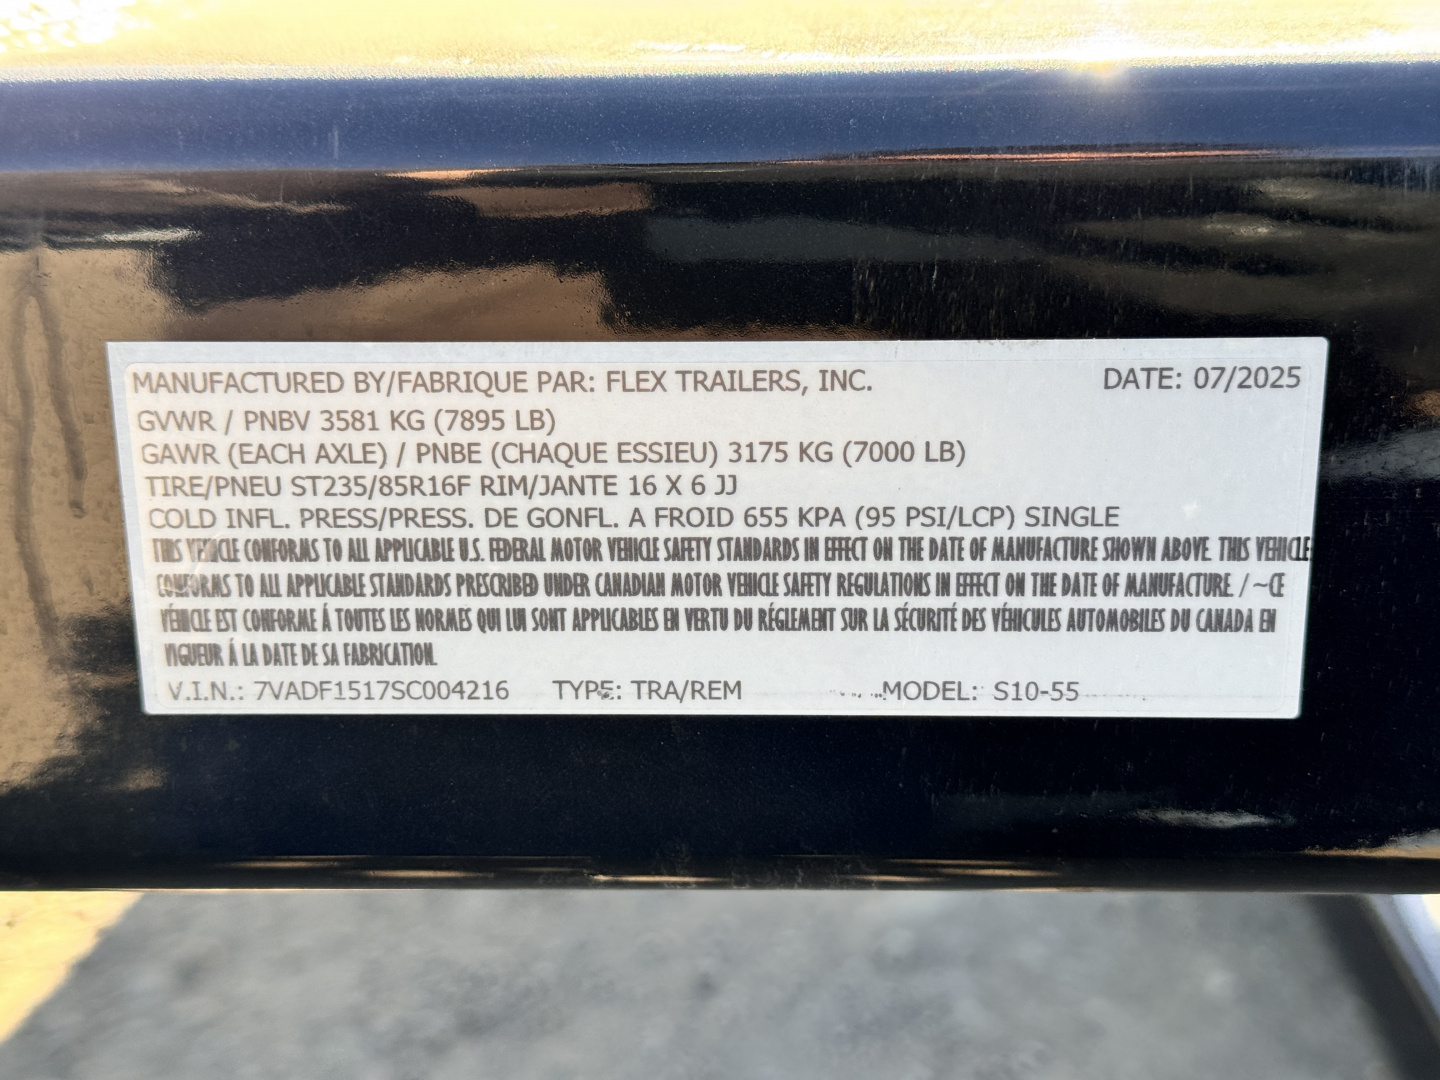 MANUFACTURED BY/FABRIQUE PAR: FLEX TRAILERS, INC. DATE: 07/2025
GVWR / PNBV 3581 KG (7895 LB)
GAWR (EACH AXLE) / PNBE (CHAQUE ESSIEU) 3175 KG (7000 LB)
TIRE/PNEU ST235/85R16F RIM/JANTE 16 X 6 JJ
COLD INFL. PRESS/PRESS. DE GONFL. A FROID 655 KPA (95 PSI/LCP) SINGLE
THIS VEHICLE CONFORMS TO ALL APPLICABLE U.S. FEDERAL MOTOR VEHICLE SAFETY STANDARDS IN EFFECT ON THE DATE OF MANUFACTURE SHOWN ABOVE. THIS VEHICLE
CONFORMS TO ALL APPLICABLE STANDARDS PRESCRIBED UNDER CANADIAN MOTOR VEHICLE SAFETY REGULATIONS IN EFFECT ON THE DATE OF MANUFACTURE. / ~CE
VÉHICLE EST CONFORME Á TOUTES LES NORMES QUI LUI SONT APPLICABLES EN VERTU DU RÉGLEMENT SUR LA SÉCURITÉ DES VÉHICULES AUTOMOBILES DU CANADA EN
VIGUEUR Á LA DATE DE SA FABRICATION.
V.I.N.: 7VADF1517SC004216 TYPE: TRA/REM MODEL: S10-55